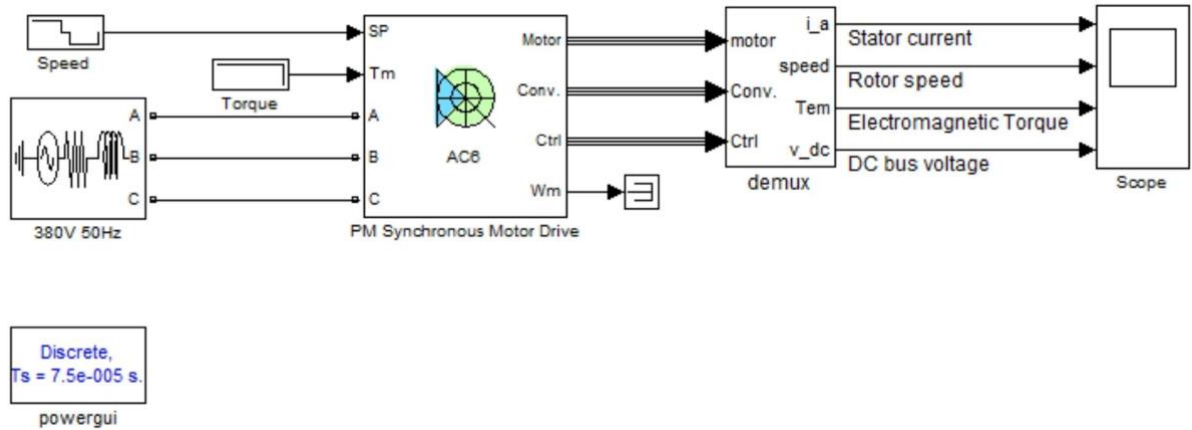 Speed
Torque
A
B
C
380V 50Hz
SP
Tm
A
B
C
AC6
Motor
Conv.
Ctrl
Wm
PM Synchronous Motor Drive
motor
Conv.
Ctrl
i_a
speed
Tem
v_dc
demux
Stator current
Rotor speed
Electromagnetic Torque
DC bus voltage
Scope
Discrete,
Ts = 7.5e-005 s.
powergui